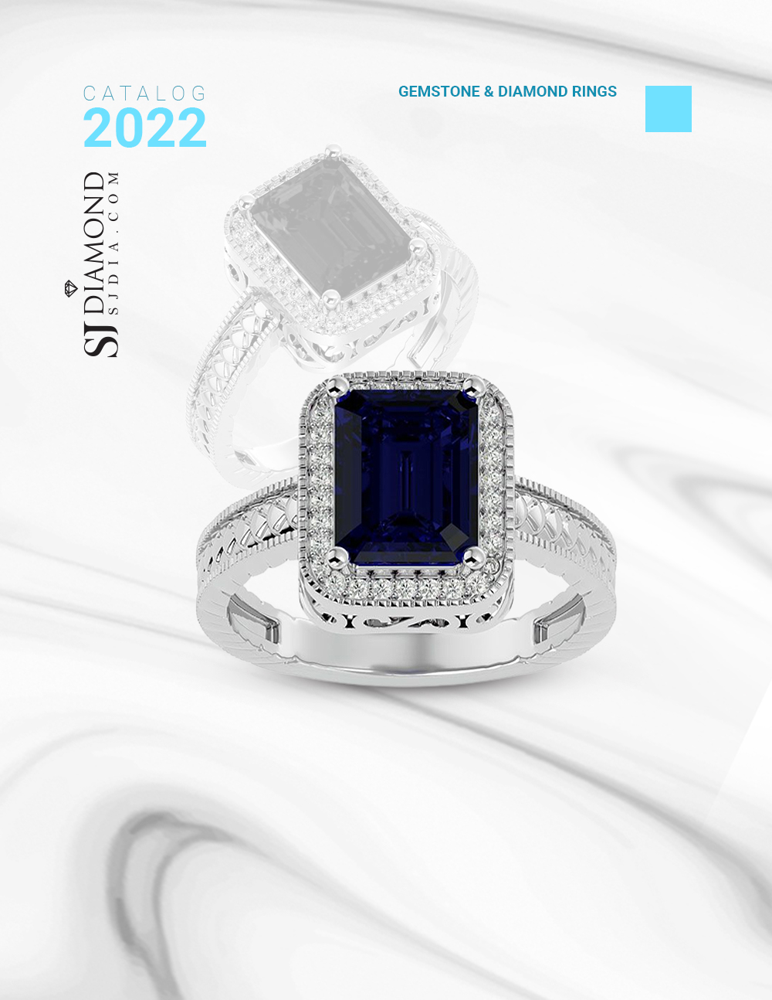 CATALOG
2022
GEMSTONE & DIAMOND RINGS
SJ DIAMOND
SJDIA.COM